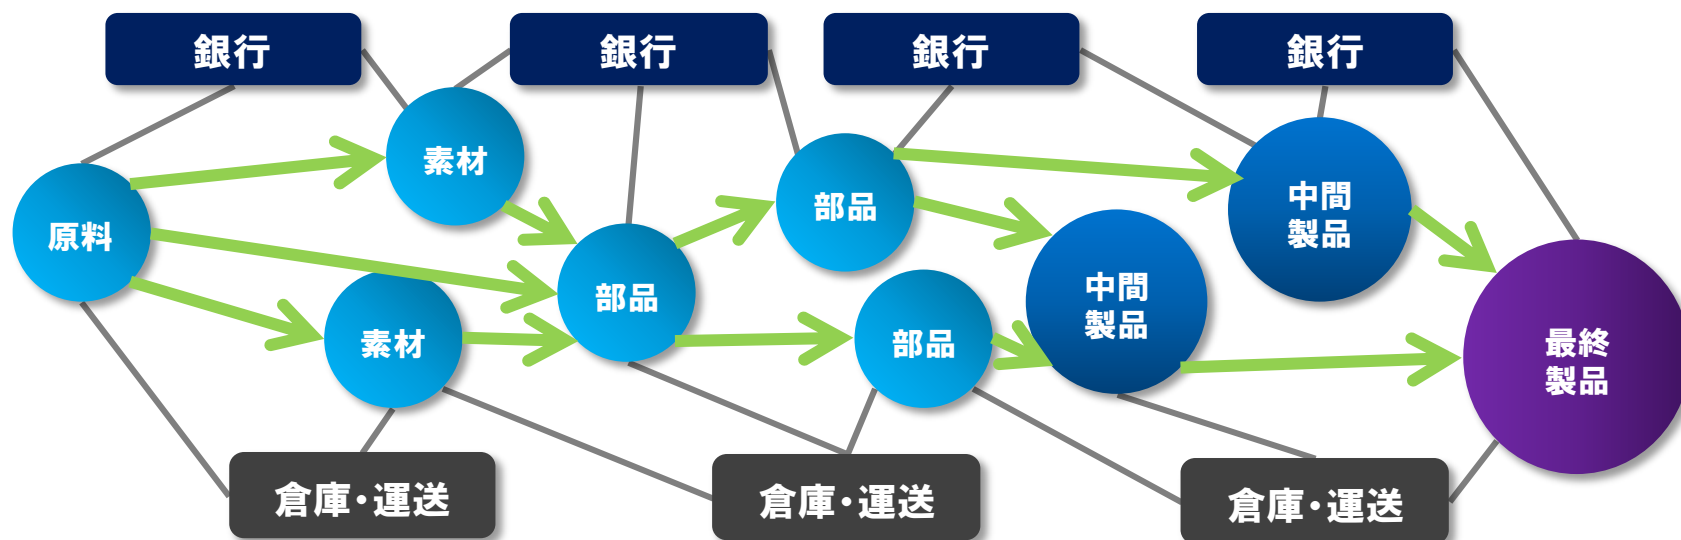 銀行
銀行
銀行
銀行
素材
部品
中間
製品
原料
部品
中間
製品
素材
部品
最終
製品
倉庫・運送
倉庫・運送
倉庫・運送